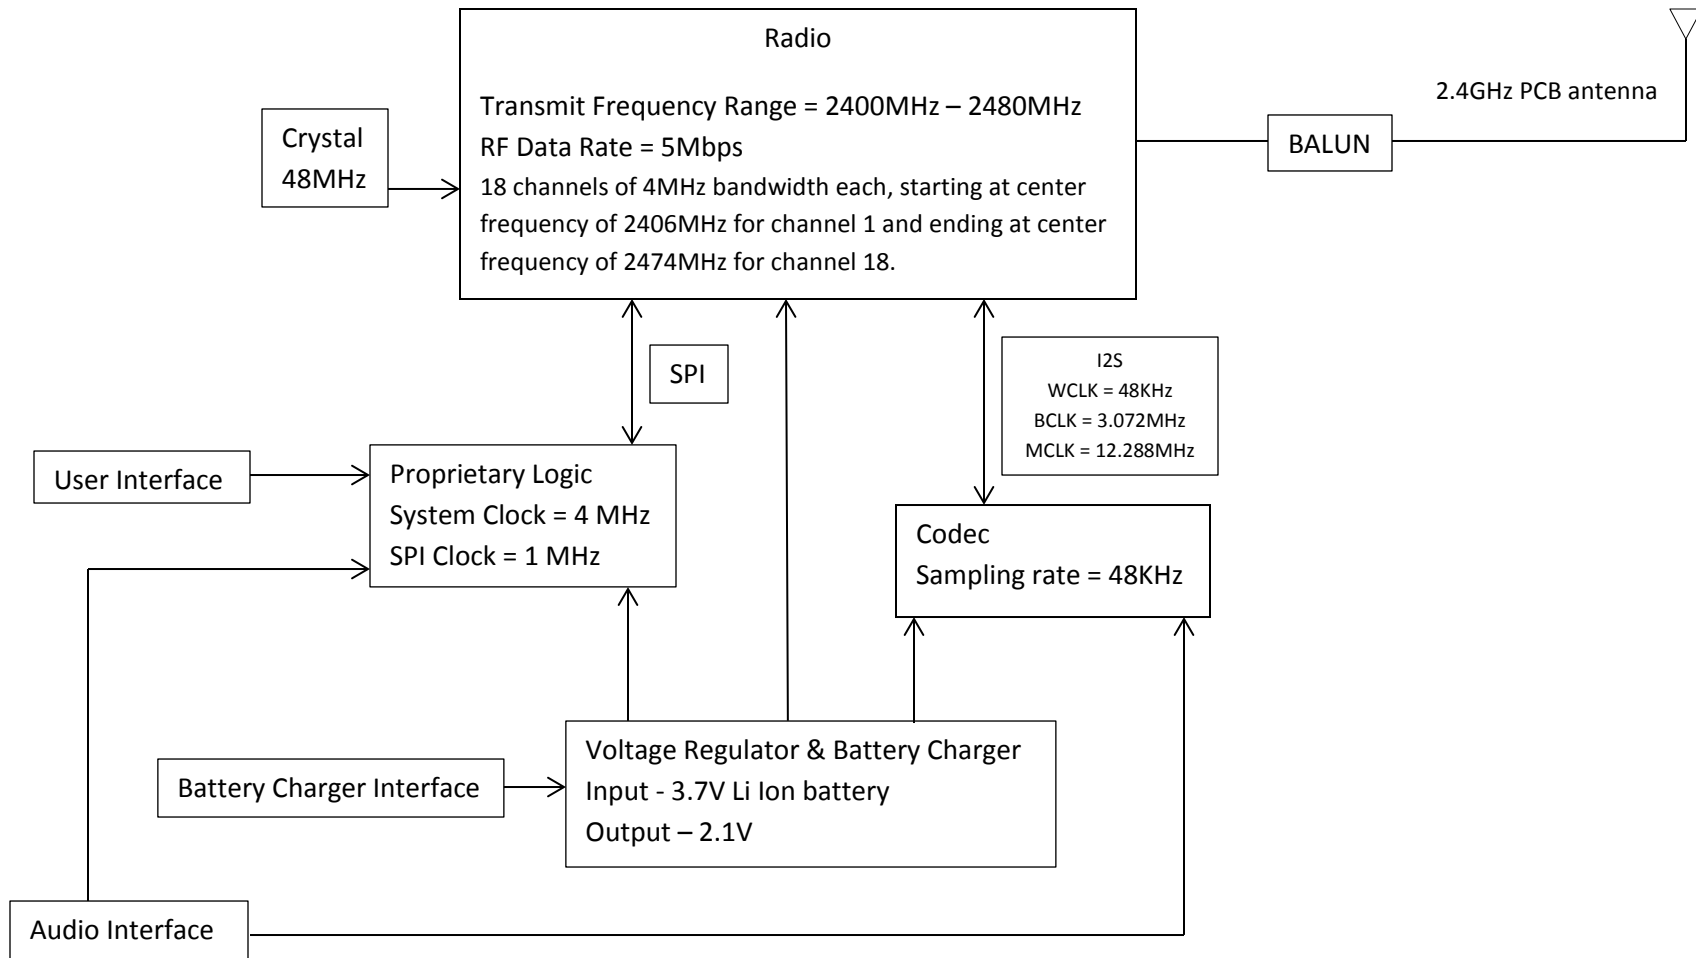 Radio
Transmit Frequency Range = 2400MHz – 2480MHz
RF Data Rate = 5Mbps
18 channels of 4MHz bandwidth each, starting at center
frequency of 2406MHz for channel 1 and ending at center
frequency of 2474MHz for channel 18.
2.4GHz PCB antenna
BALUN
Crystal
48MHz
SPI
I2S
WCLK = 48KHz
BCLK = 3.072MHz
MCLK = 12.288MHz
User Interface
Proprietary Logic
System Clock = 4 MHz
SPI Clock = 1 MHz
Codec
Sampling rate = 48KHz
Battery Charger Interface
Voltage Regulator & Battery Charger
Input - 3.7V Li Ion battery
Output – 2.1V
Audio Interface